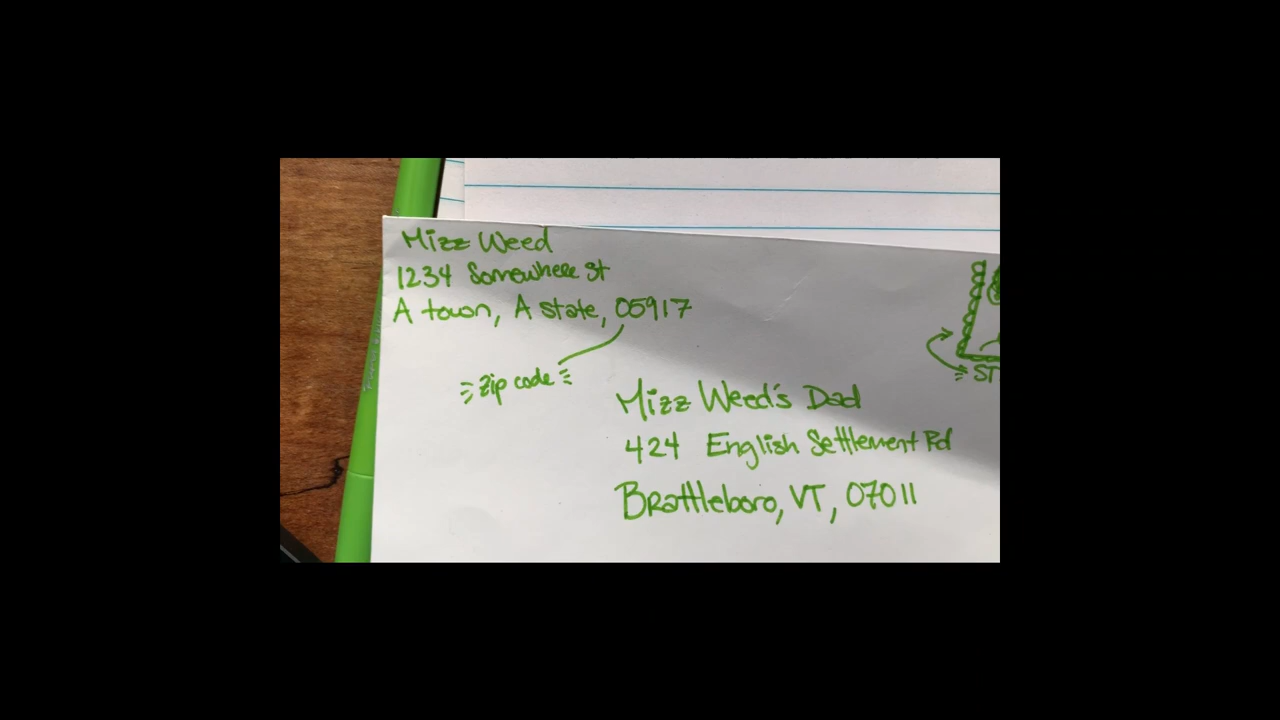 Mizz Weed
1234 Somewhere St
A town, A state, 05917
Zip code
Mizz Weed's Dad
424 English Settlement Rd
Brattleboro, VT, 07011
ST